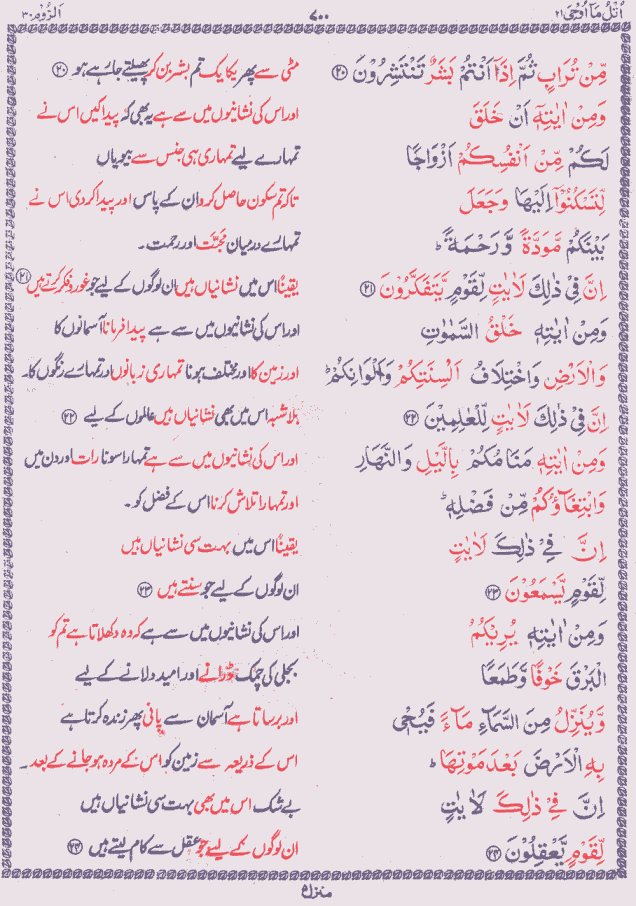 اُتْلُ مَآ اُوْحِیَ ۲۱
۷۰۰
اَلرُّوْم ۳۰
مِّنْ تُرَابٍ ثُمَّ اِذَآ اَنْتُمْ بَشَرٌ تَنْتَشِرُوْنَ ۲۰
مٹی سے پھر یکایک تم بشر بن کر پھیلتے جارہے ہو ۲۰
وَمِنْ اٰیٰتِهٖٓ اَنْ خَلَقَ
اور اس کی نشانیوں میں سے ہے یہ بھی کہ پیدا کیں اس نے
لَكُمْ مِّنْ اَنْفُسِكُمْ اَزْوَاجًا
تمہارے لیے تمہاری ہی جنس سے بیویاں
لِّتَسْكُنُوْٓا اِلَیْهَا وَجَعَلَ
تاکہ تم سکون حاصل کرو ان کے پاس اور پیدا کردی اس نے
بَیْنَكُمْ مَّوَدَّةً وَّرَحْمَةً ؕ
تمہارے درمیان محبّت اور رحمت۔
اِنَّ فِیْ ذٰلِكَ لَاٰیٰتٍ لِّقَوْمٍ یَّتَفَكَّرُوْنَ ۲۱
یقینًا اس میں نشانیاں ہیں ان لوگوں کے لیے جو غور و فکر کرتے ہیں ۲۱
وَمِنْ اٰیٰتِهٖ خَلْقُ السَّمٰوٰتِ
اور اس کی نشانیوں میں سے ہے پیدا فرمانا آسمانوں کا
وَالْاَرْضِ وَاخْتِلَافُ اَلْسِنَتِكُمْ وَاَلْوَانِكُمْ ؕ
اور زمین کا اور مختلف ہونا تمہاری زبانوں اور تمہارے رنگوں کا۔
اِنَّ فِیْ ذٰلِكَ لَاٰیٰتٍ لِّلْعٰلِمِیْنَ ۲۲
بلاشبہ اس میں بھی نشانیاں ہیں عالموں کے لیے ۲۲
وَمِنْ اٰیٰتِهٖ مَنَامُكُمْ بِالَّیْلِ وَالنَّهَارِ
اور اس کی نشانیوں میں سے ہے تمہارا سونا رات اور دن میں
وَابْتِغَآؤُكُمْ مِّنْ فَضْلِهٖ ؕ
اور تمہارا تلاش کرنا اس کے فضل کو۔
اِنَّ فِیْ ذٰلِكَ لَاٰیٰتٍ
یقینًا اس میں بہت سی نشانیاں ہیں
لِّقَوْمٍ یَّسْمَعُوْنَ ۲۳
ان لوگوں کے لیے جو سنتے ہیں ۲۳
وَمِنْ اٰیٰتِهٖ یُرِیْكُمُ
اور اس کی نشانیوں میں سے ہے کہ وہ دکھلاتا ہے تم کو
الْبَرْقَ خَوْفًا وَّطَمَعًا
بجلی کی چمک ڈرانے اور امید دلانے کے لیے
وَّیُنَزِّلُ مِنَ السَّمَآءِ مَآءً فَیُحْیٖ
اور برساتا ہے آسمان سے پانی پھر زندہ کرتا ہے
بِهِ الْاَرْضَ بَعْدَ مَوْتِهَا ؕ
اس کے ذریعہ سے زمین کو اس کے مردہ ہوجانے کے بعد۔
اِنَّ فِیْ ذٰلِكَ لَاٰیٰتٍ
بے شک اس میں بھی بہت سی نشانیاں ہیں
لِّقَوْمٍ یَّعْقِلُوْنَ ۲۴
ان لوگوں کے لیے جو عقل سے کام لیتے ہیں ۲۴
منزل ۵